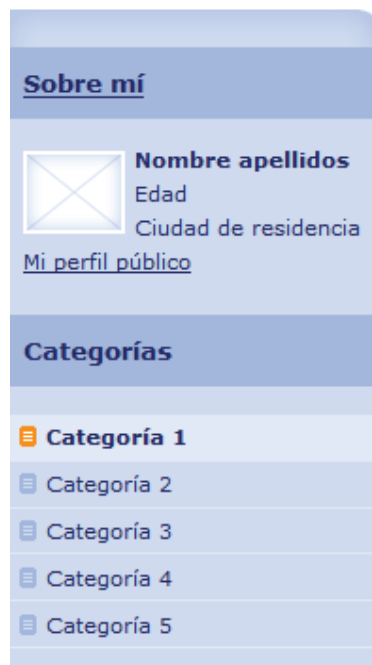 Sobre mí
Nombre apellidos
Edad
Ciudad de residencia
Mi perfil público
Categorías
Categoría 1
Categoría 2
Categoría 3
Categoría 4
Categoría 5